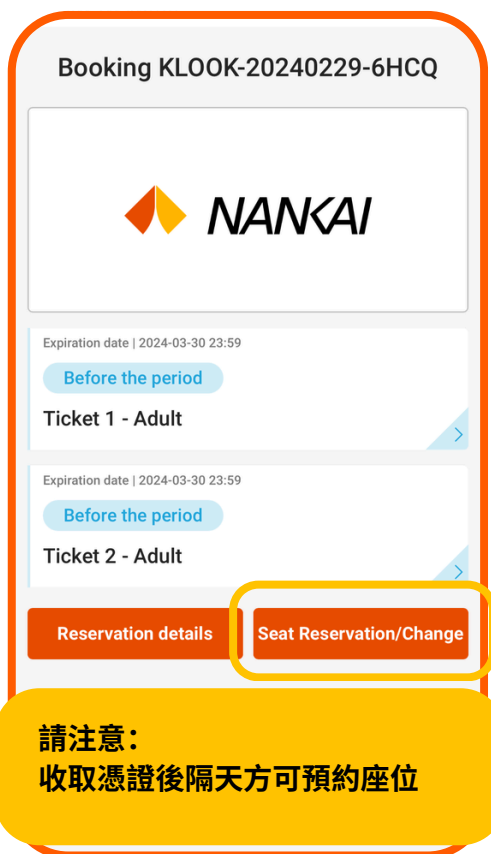 Booking KLOOK-20240229-6HCQ
NANKAI
Expiration date | 2024-03-30 23:59
Before the period
Ticket 1 - Adult
Expiration date | 2024-03-30 23:59
Before the period
Ticket 2 - Adult
Reservation details
Seat Reservation/Change
請注意：
收取憑證後隔天方可預約座位